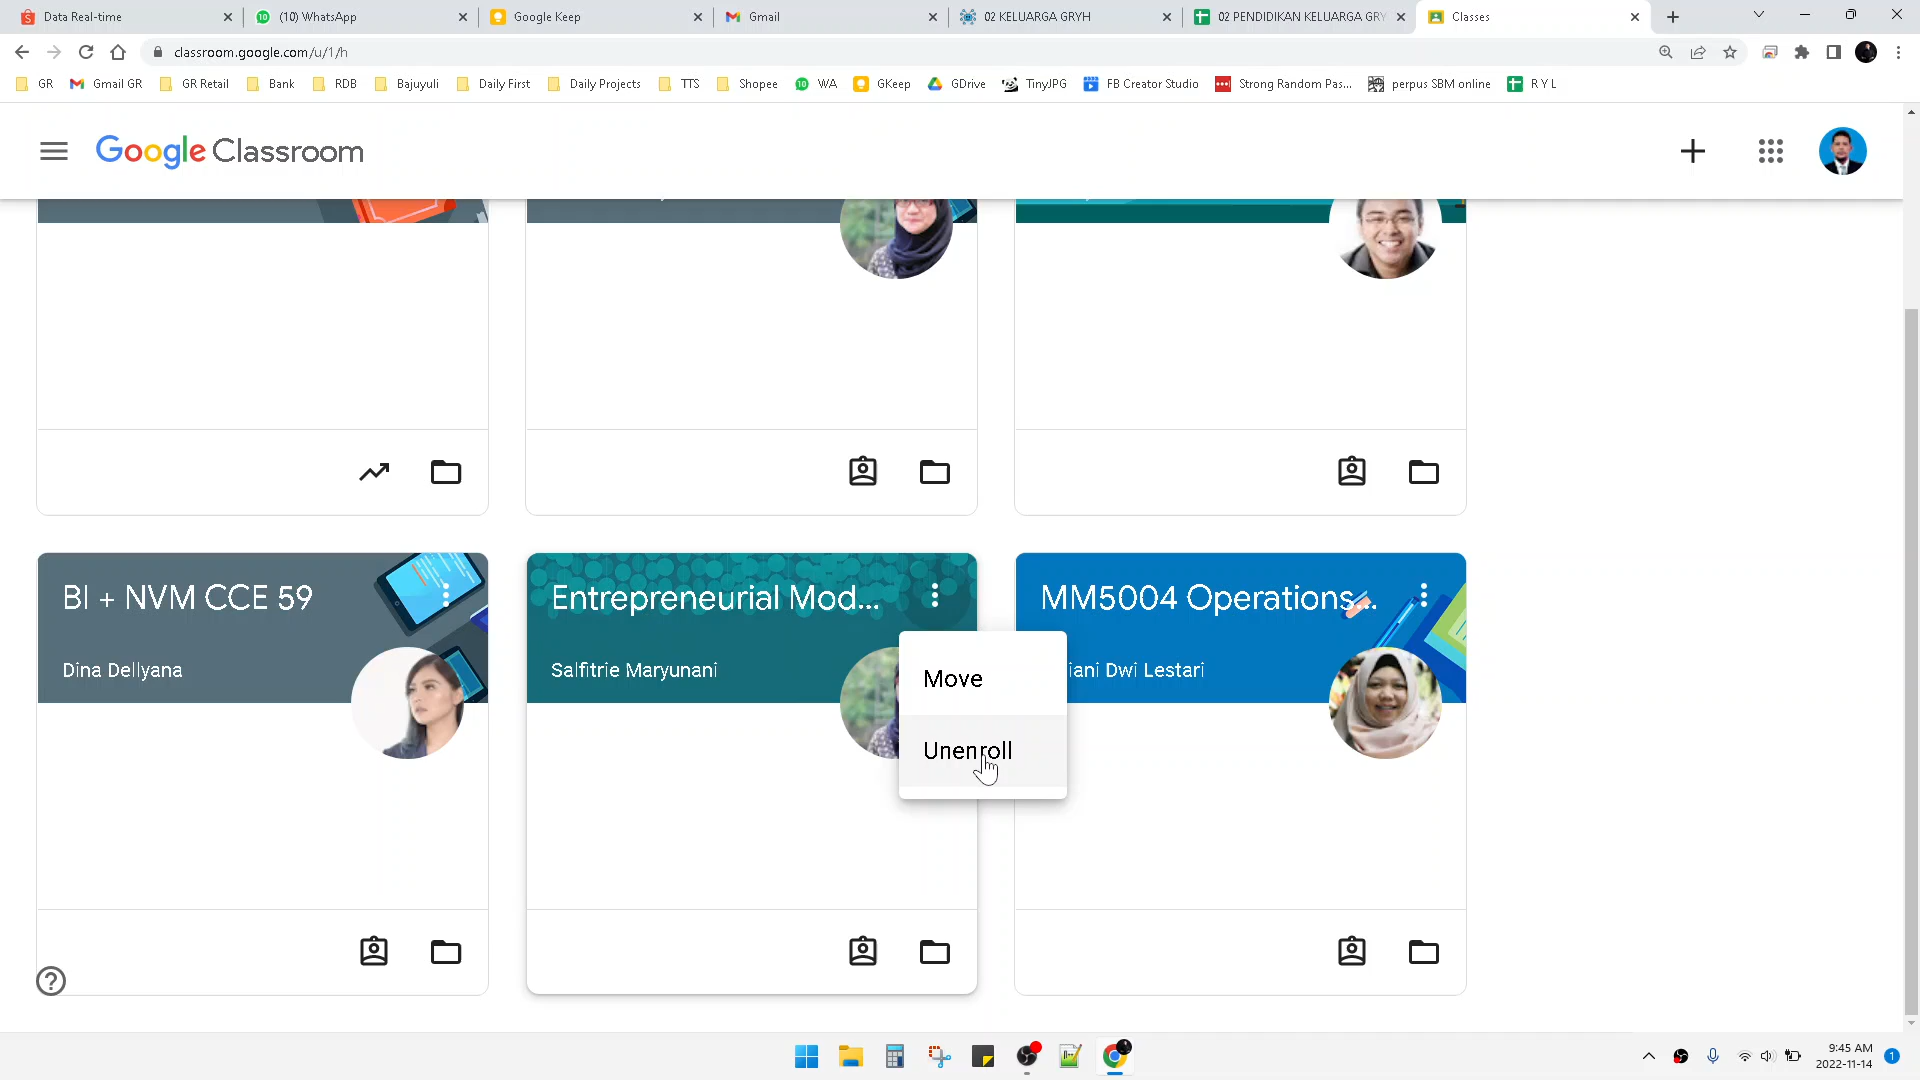 Data Real-time
(10) WhatsApp
Google Keep
Gmail
02 KELUARGA GRYH
02 PENDIDIKAN KELUARGA GRY
Classes
classroom.google.com/u/1/h
GR
Gmail GR
GR Retail
Bank
RDB
Bajuyuli
Daily First
Daily Projects
TTS
Shopee
WA
GKeep
GDrive
TinyJPG
FB Creator Studio
Strong Random Pas...
perpus SBM online
R Y L
Google Classroom
BI + NVM CCE 59
Dina Dellyana
Entrepreneurial Mod...
Salfitrie Maryunani
MM5004 Operations...
iani Dwi Lestari
Move
Unenroll
9:45 AM
2022-11-14
1